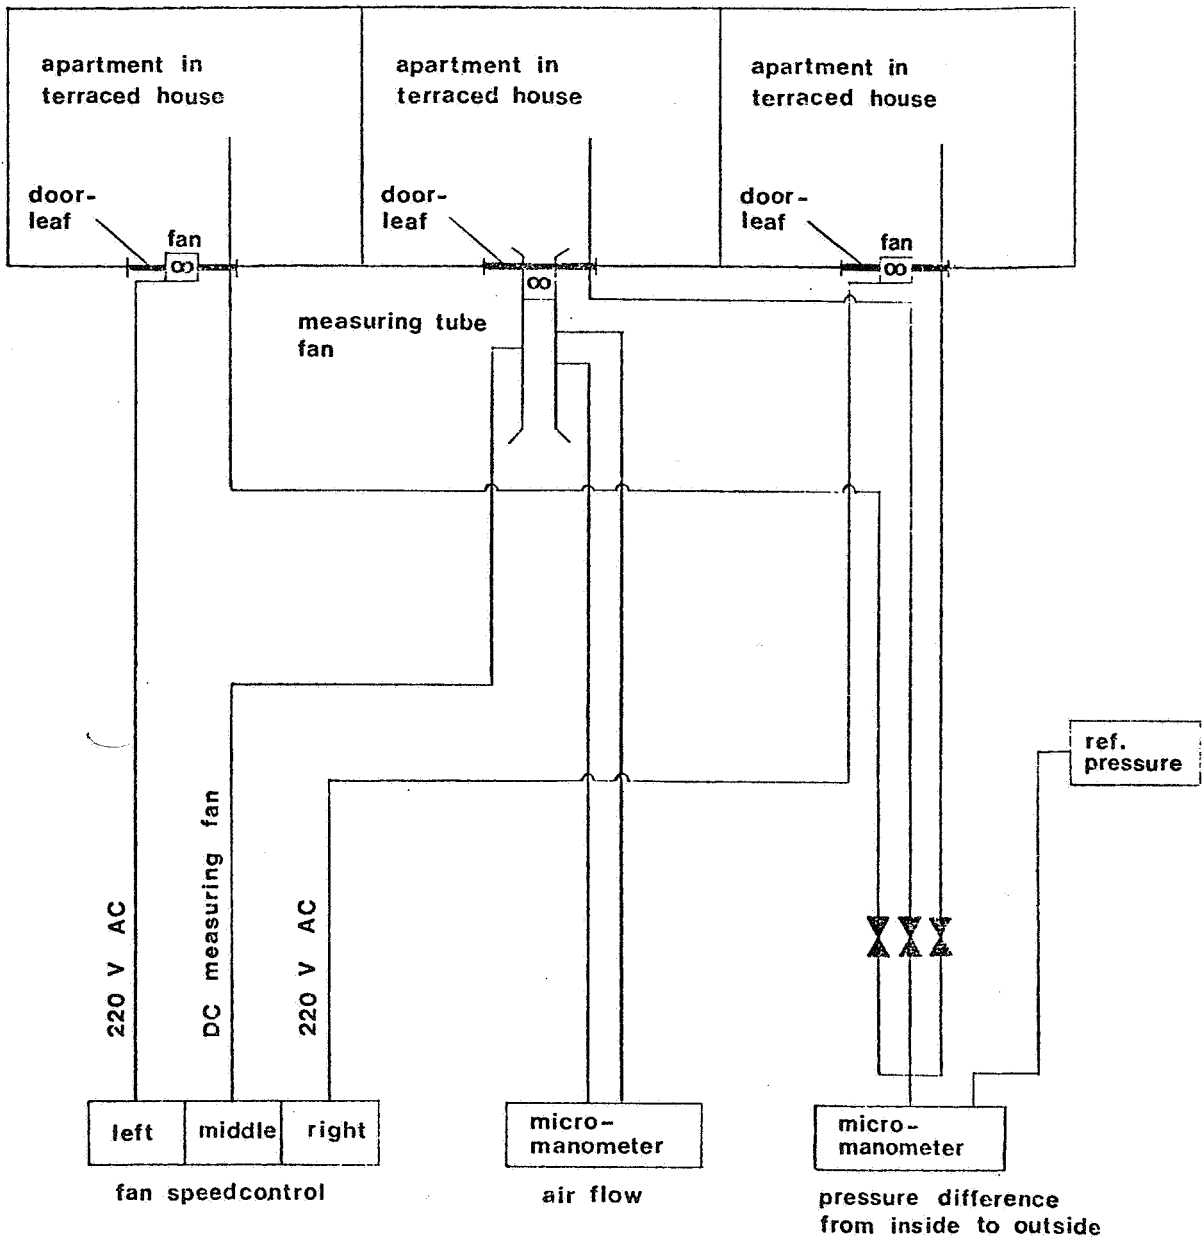 apartment in
terraced house
apartment in
terraced house
apartment in
terraced house
door-
leaf
fan
door-
leaf
door-
leaf
fan
measuring tube
fan
ref.
pressure
220 V AC
DC measuring fan
220 V AC
left
middle
right
fan speedcontrol
micro-
manometer
air flow
micro-
manometer
pressure difference
from inside to outside